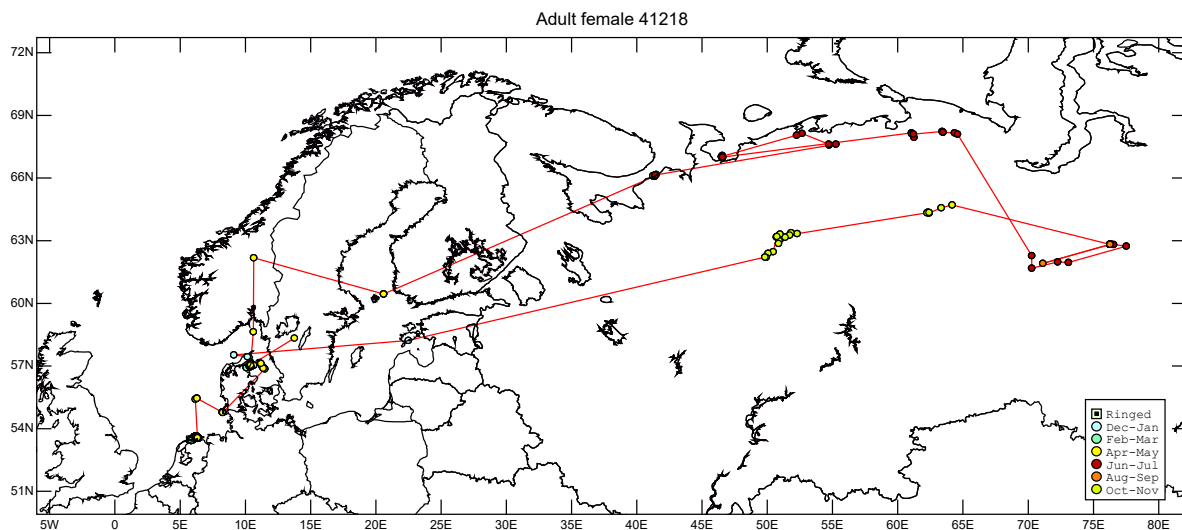 Adult female 41218
72N
69N
66N
63N
60N
57N
54N
51N
5W 0 5E 10E 15E 20E 25E 30E 35E 40E 45E 50E 55E 60E 65E 70E 75E 80E
Ringed
Dec-Jan
Feb-Mar
Apr-May
Jun-Jul
Aug-Sep
Oct-Nov